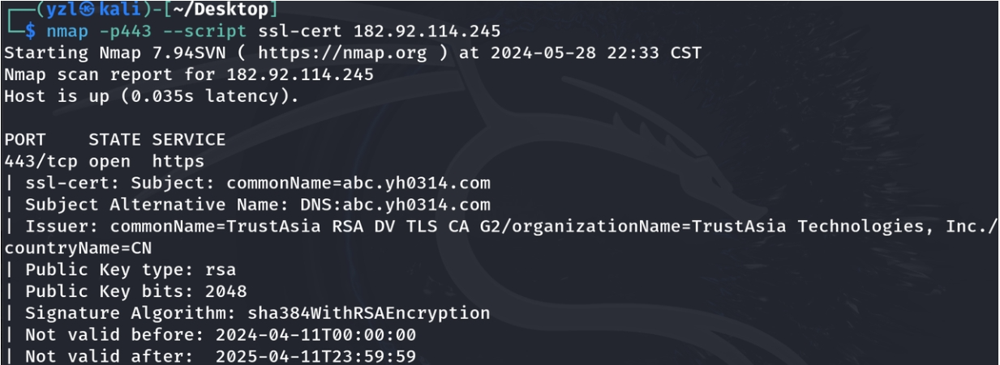 ┌──(yzl㉿kali)-[~/Desktop]
└─$ nmap -p443 --script ssl-cert 182.92.114.245
Starting Nmap 7.94SVN ( https://nmap.org ) at 2024-05-28 22:33 CST
Nmap scan report for 182.92.114.245
Host is up (0.035s latency).

PORT    STATE SERVICE
443/tcp open  https
| ssl-cert: Subject: commonName=abc.yh0314.com
| Subject Alternative Name: DNS:abc.yh0314.com
| Issuer: commonName=TrustAsia RSA DV TLS CA G2/organizationName=TrustAsia Technologies, Inc./
countryName=CN
| Public Key type: rsa
| Public Key bits: 2048
| Signature Algorithm: sha384WithRSAEncryption
| Not valid before: 2024-04-11T00:00:00
| Not valid after:  2025-04-11T23:59:59